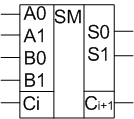 A0 SM
A1 S0
B0 S1
B1
Ci Ci+1